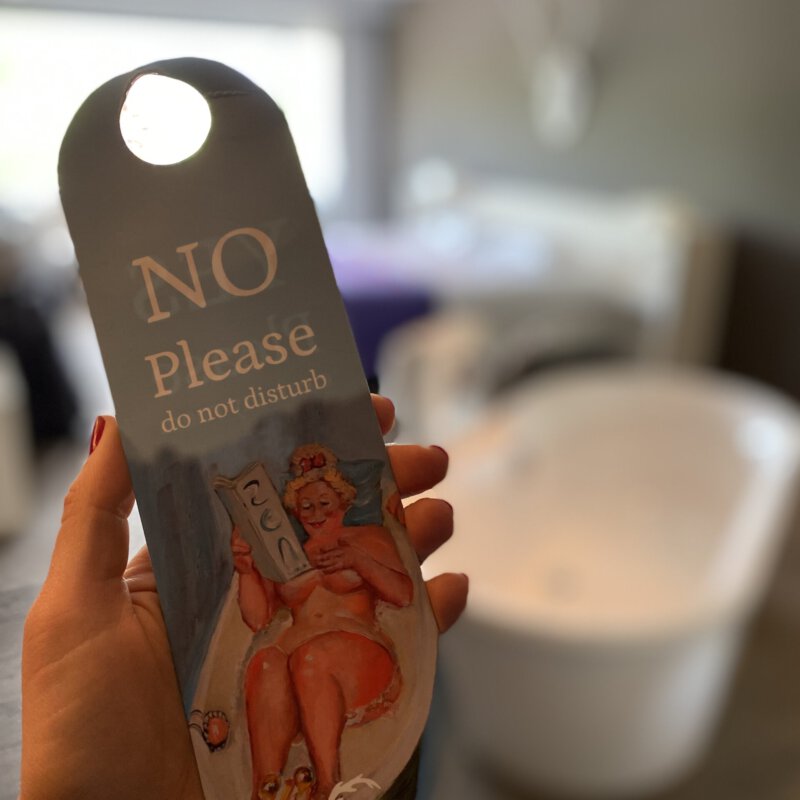 NO
Please
do not disturb
ZEN